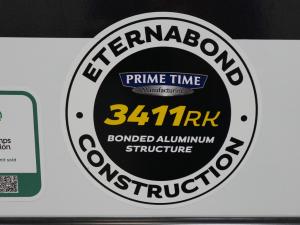 ETERNABOND
PRIME TIME
Manufacturing
3411RK
BONDED ALUMINUM
STRUCTURE
CONSTRUCTION